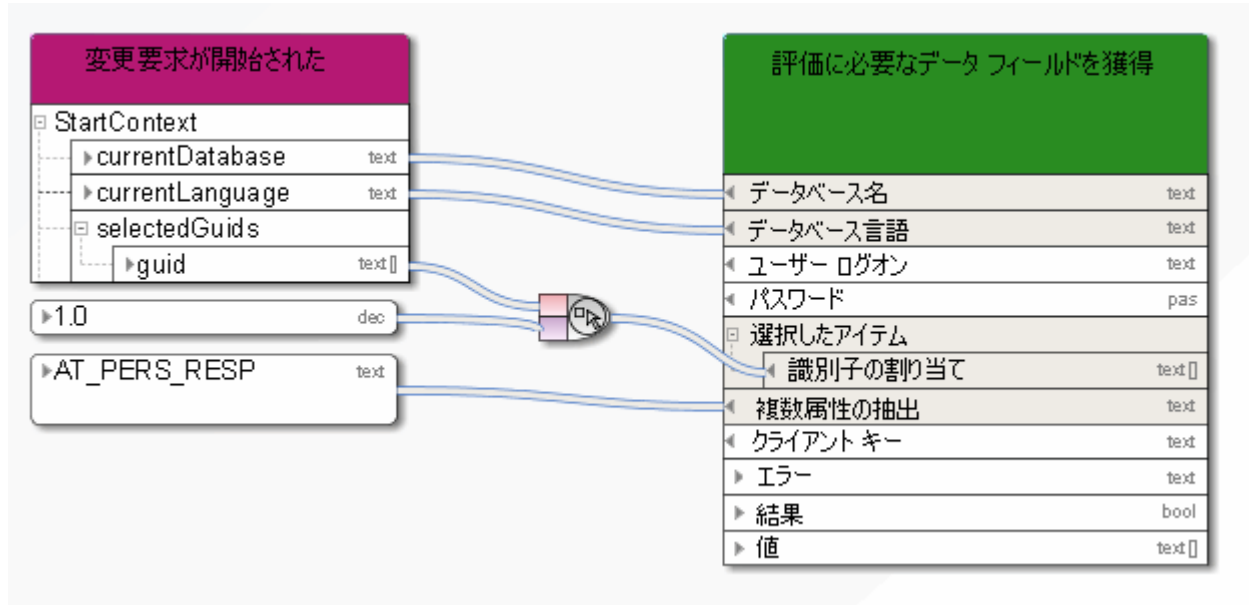 変更要求が開始された
StartContext
currentDatabase text
currentLanguage text
selectedGuids
guid text[]
1.0 dec
AT_PERS_RESP text
評価に必要なデータ フィールドを獲得
データベース名 text
データベース言語 text
ユーザー ログオン text
パスワード pas
選択したアイテム
識別子の割り当て text[]
複数属性の抽出 text
クライアント キー text
エラー text
結果 bool
値 text[]